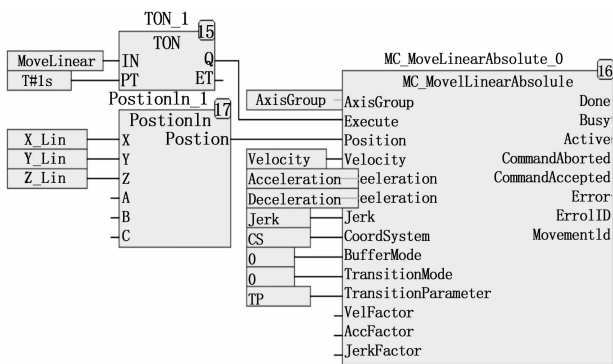 TON_1
15
TON
MoveLinear
IN
Q
T#1s
PT
ET
Postionln_1
17
Postionln
X_Lin
X
Postion
Y_Lin
Y
Z_Lin
Z
A
B
C
MC_MoveLinearAbsolute_0
16
MC_MovelLinearAbsolule
AxisGroup
AxisGroup
Done
Execute
Busy
Position
Active
Velocity
Velocity
CommandAborted
Acceleration
eeleration
CommandAccepted
Deceleration
eeleration
Error
Jerk
Jerk
ErrolID
CS
CoordSystem
Movementld
0
BufferMode
0
TransitionMode
TP
TransitionParameter
VelFactor
AccFactor
JerkFactor